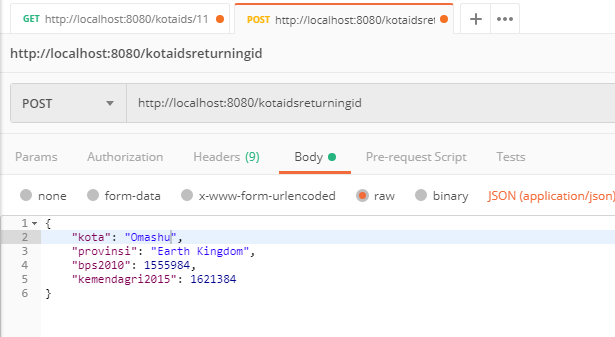 GET http://localhost:8080/kotaids/11
POST http://localhost:8080/kotaidsret
+ •••
http://localhost:8080/kotaidsreturningid
POST http://localhost:8080/kotaidsreturningid
Params Authorization Headers (9) Body Pre-request Script Tests
none form-data x-www-form-urlencoded raw binary JSON (application/json)
1 {
2 "kota": "Omashu",
3 "provinsi": "Earth Kingdom",
4 "bps2010": 1555984,
5 "kemendagri2015": 1621384
6 }